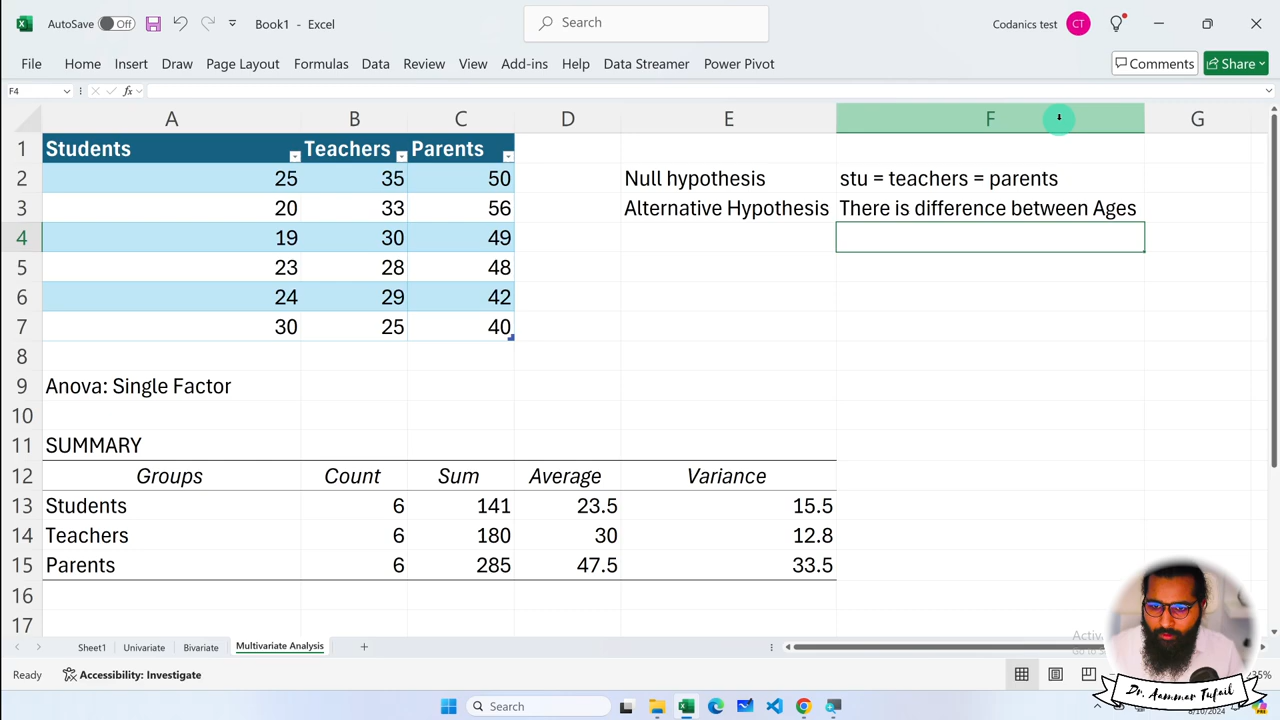 AutoSave Off Book1 - Excel Search Codanics test CT
File Home Insert Draw Page Layout Formulas Data Review View Add-ins Help Data Streamer Power Pivot Comments Share
F4 fx
A B C D E F G
1 Students Teachers Parents
2 25 35 50 Null hypothesis stu = teachers = parents
3 20 33 56 Alternative Hypothesis There is difference between Ages
4 19 30 49
5 23 28 48
6 24 29 42
7 30 25 40
8
9 Anova: Single Factor
10
11 SUMMARY
12 Groups Count Sum Average Variance
13 Students 6 141 23.5 15.5
14 Teachers 6 180 30 12.8
15 Parents 6 285 47.5 33.5
16
17
Sheet1 Univariate Bivariate Multivariate Analysis
Ready Accessibility: Investigate
Dr. Aammar Tufail
Search
8/10/2024